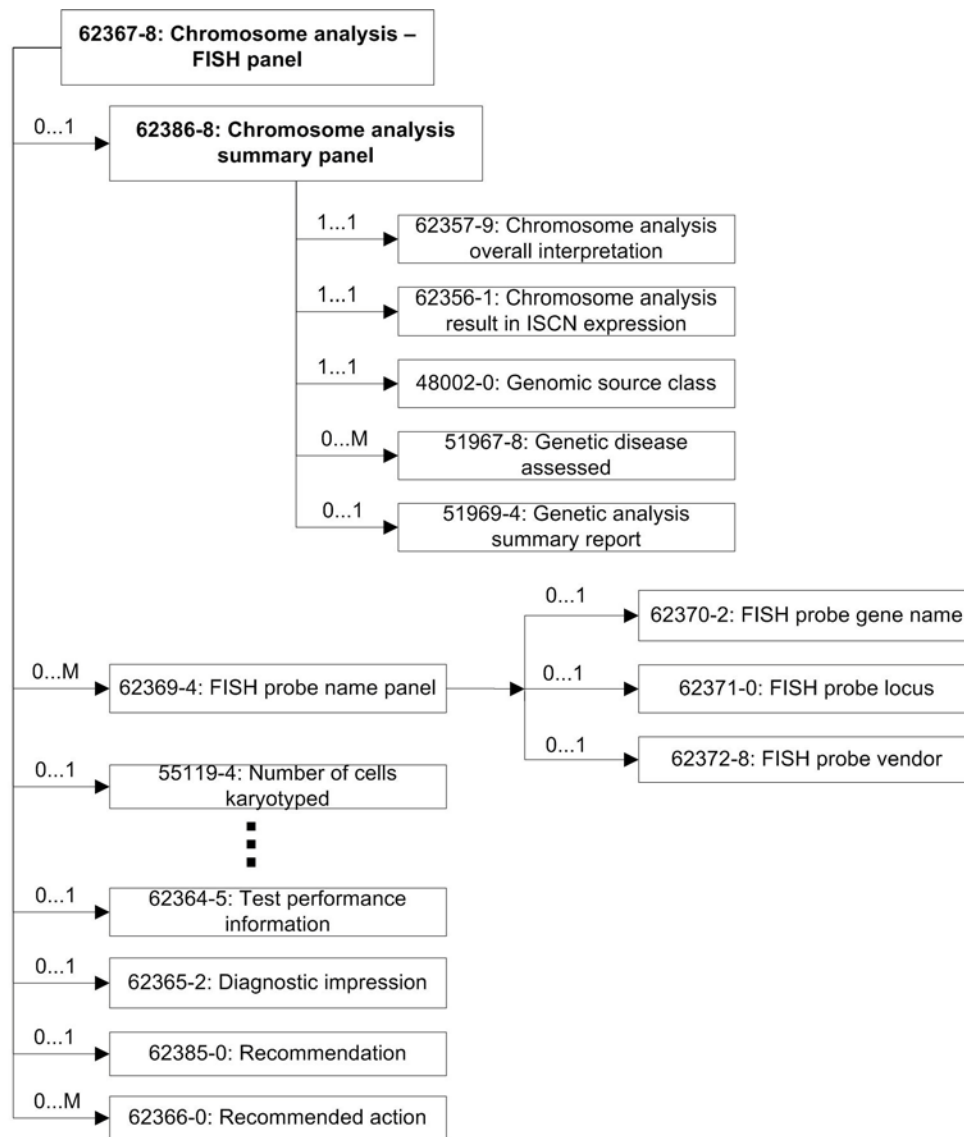 62367-8: Chromosome analysis –
FISH panel
0...1
62386-8: Chromosome analysis
summary panel
1...1
62357-9: Chromosome analysis
overall interpretation
1...1
62356-1: Chromosome analysis
result in ISCN expression
1...1
48002-0: Genomic source class
0...M
51967-8: Genetic disease
assessed
0...1
51969-4: Genetic analysis
summary report
0...M
62369-4: FISH probe name panel
0...1
62370-2: FISH probe gene name
0...1
62371-0: FISH probe locus
0...1
62372-8: FISH probe vendor
0...1
55119-4: Number of cells
karyotyped
0...1
62364-5: Test performance
information
0...1
62365-2: Diagnostic impression
0...1
62385-0: Recommendation
0...M
62366-0: Recommended action